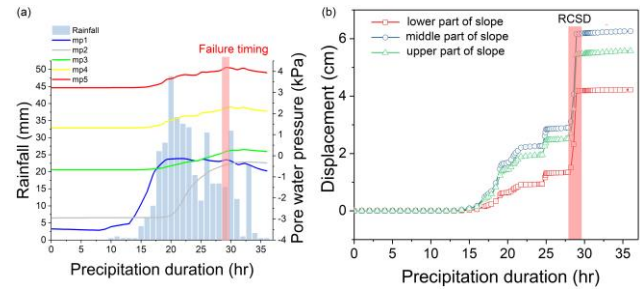 (a)
Rainfall
mp1
mp2
mp3
mp4
mp5
Failure timing
50
45
40
35
30
25
20
15
10
5
0
Rainfall (mm)
4
3
2
1
0
-1
-2
-3
-4
Pore water pressure (kPa)
0 5 10 15 20 25 30 35
Precipitation duration (hr)
(b)
RCSD
lower part of slope
middle part of slope
upper part of slope
6
4
2
0
Displacement (cm)
0 5 10 15 20 25 30 35
Precipitation duration (hr)